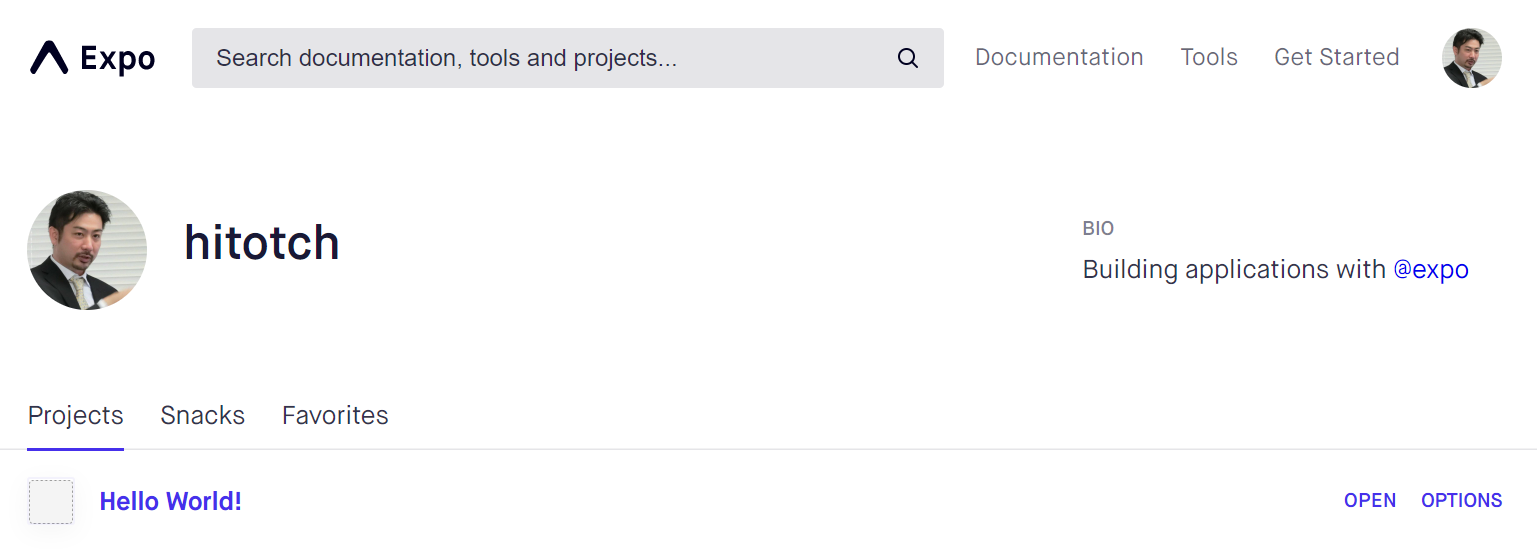 Expo
Search documentation, tools and projects...
Documentation
Tools
Get Started
hitotch
BIO
Building applications with @expo
Projects
Snacks
Favorites
Hello World!
OPEN
OPTIONS